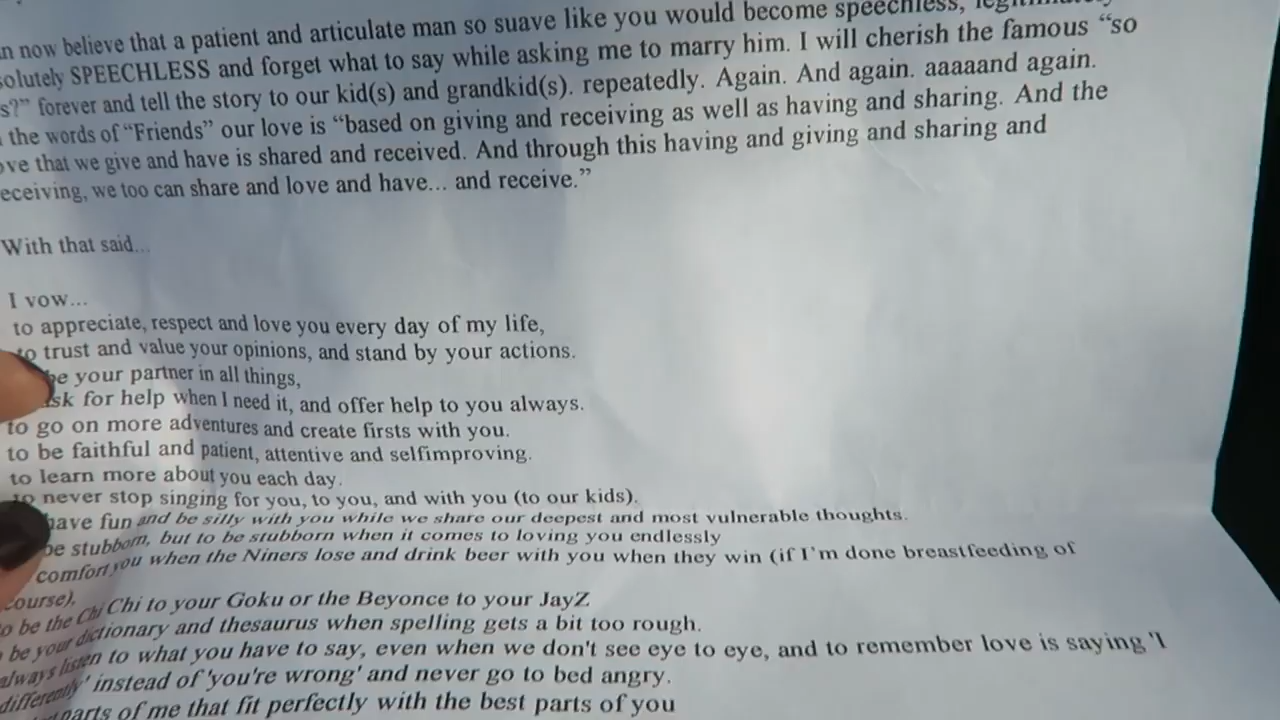 now believe that a patient and articulate man so suave like you would become speechless,
SPEECHLESS and forget what to say while asking me to marry him. I will cherish the famous “so
s?” forever and tell the story to our kid(s) and grandkid(s). repeatedly. Again. And again. aaaaand again.
the words of “Friends” our love is “based on giving and receiving as well as having and sharing. And the
that we give and have is shared and received. And through this having and giving and sharing and
eceiving, we too can share and love and have... and receive.”
With that said...
I vow...
to appreciate, respect and love you every day of my life,
to trust and value your opinions, and stand by your actions.
be your partner in all things,
ask for help when I need it, and offer help to you always.
to go on more adventures and create firsts with you.
to be faithful and patient, attentive and selfimproving.
to learn more about you each day.
to never stop singing for you, to you, and with you (to our kids).
have fun and be silly with you while we share our deepest and most vulnerable thoughts.
be stubborn, but to be stubborn when it comes to loving you endlessly
comfort you when the Niners lose and drink beer with you when they win (if I'm done breastfeeding of
course),
to be the Chi Chi to your Goku or the Beyonce to your JayZ
be your dictionary and thesaurus when spelling gets a bit too rough.
always listen to what you have to say, even when we don't see eye to eye, and to remember love is saying 'I
differently' instead of 'you're wrong' and never go to bed angry.
parts of me that fit perfectly with the best parts of you